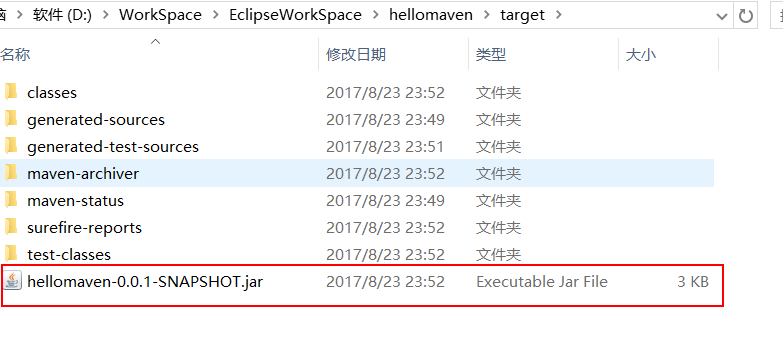 脑 > 软件 (D:) > WorkSpace > EclipseWorkSpace > hellomaven > target >
名称 修改日期 类型 大小
classes 2017/8/23 23:52 文件夹
generated-sources 2017/8/23 23:49 文件夹
generated-test-sources 2017/8/23 23:51 文件夹
maven-archiver 2017/8/23 23:52 文件夹
maven-status 2017/8/23 23:49 文件夹
surefire-reports 2017/8/23 23:52 文件夹
test-classes 2017/8/23 23:52 文件夹
hellomaven-0.0.1-SNAPSHOT.jar 2017/8/23 23:52 Executable Jar File 3 KB